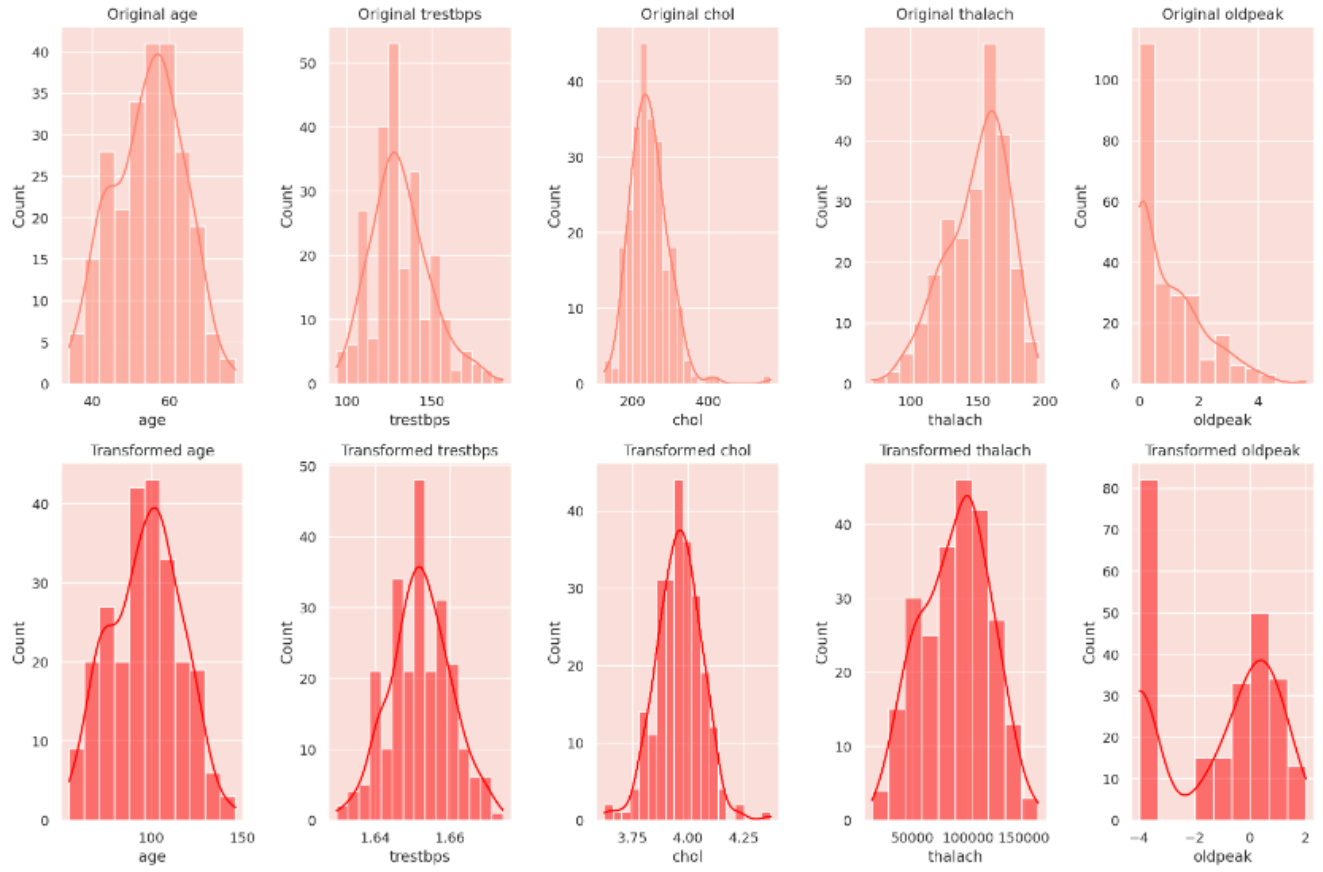 Original age
Original trestbps
Original chol
Original thalach
Original oldpeak
Count
40
35
30
25
20
15
10
5
0
40
60
age
Count
50
40
30
20
10
0
100
150
trestbps
Count
40
30
20
10
0
200
400
chol
Count
50
40
30
20
10
0
100
150
200
thalach
Count
100
80
60
40
20
0
0
2
4
oldpeak
Transformed age
Transformed trestbps
Transformed chol
Transformed thalach
Transformed oldpeak
Count
40
30
20
10
0
100
150
age
Count
50
40
30
20
10
0
1.64
1.66
trestbps
Count
40
30
20
10
0
3.75
4.00
4.25
chol
Count
40
30
20
10
0
50000
100000
150000
thalach
Count
80
70
60
50
40
30
20
10
0
−4
−2
0
2
oldpeak